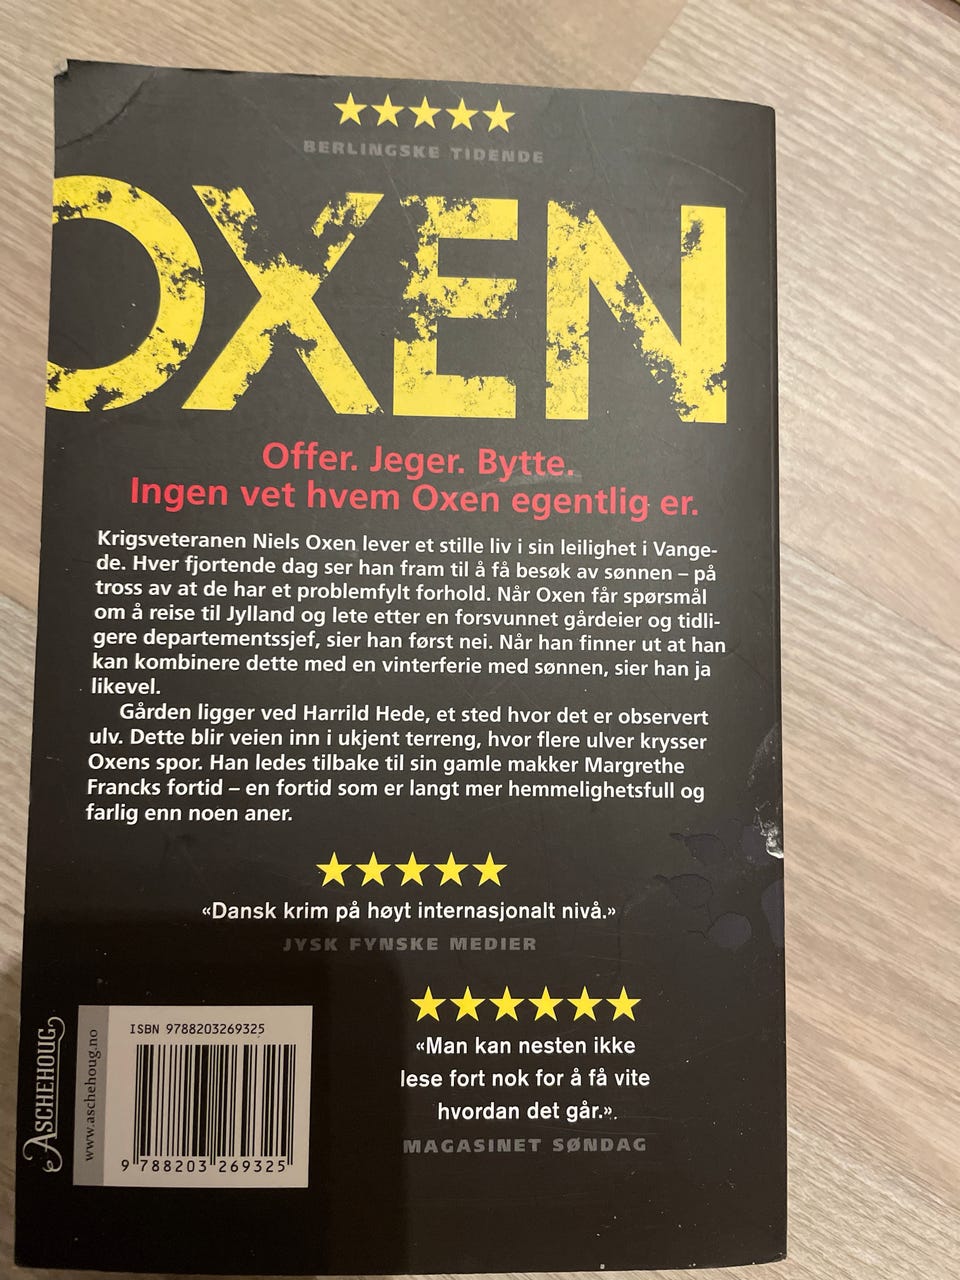 BERLINGSKE TIDENDE
OXEN
Offer. Jeger. Bytte.
Ingen vet hvem Oxen egentlig er.
Krigsveteranen Niels Oxen lever et stille liv i sin leilighet i Vange-
de. Hver fjortende dag ser han fram til å få besøk av sønnen – på
tross av at de har et problemfylt forhold. Når Oxen får spørsmål
om å reise til Jylland og lete etter en forsvunnet gårdeier og tidli-
gere departementssjef, sier han først nei. Når han finner ut at han
kan kombinere dette med en vinterferie med sønnen, sier han ja
likevel.
Gården ligger ved Harrild Hede, et sted hvor det er observert
ulv. Dette blir veien inn i ukjent terreng, hvor flere ulver krysser
Oxens spor. Han ledes tilbake til sin gamle makker Margrethe
Francks fortid – en fortid som er langt mer hemmelighetsfull og
farlig enn noen aner.
«Dansk krim på høyt internasjonalt nivå.»
JYSK FYNSKE MEDIER
«Man kan nesten ikke
lese fort nok for å få vite
hvordan det går.».
MAGASINET SØNDAG
ASCHEHOUG
www.aschehoug.no
ISBN 9788203269325
9 788203 269325